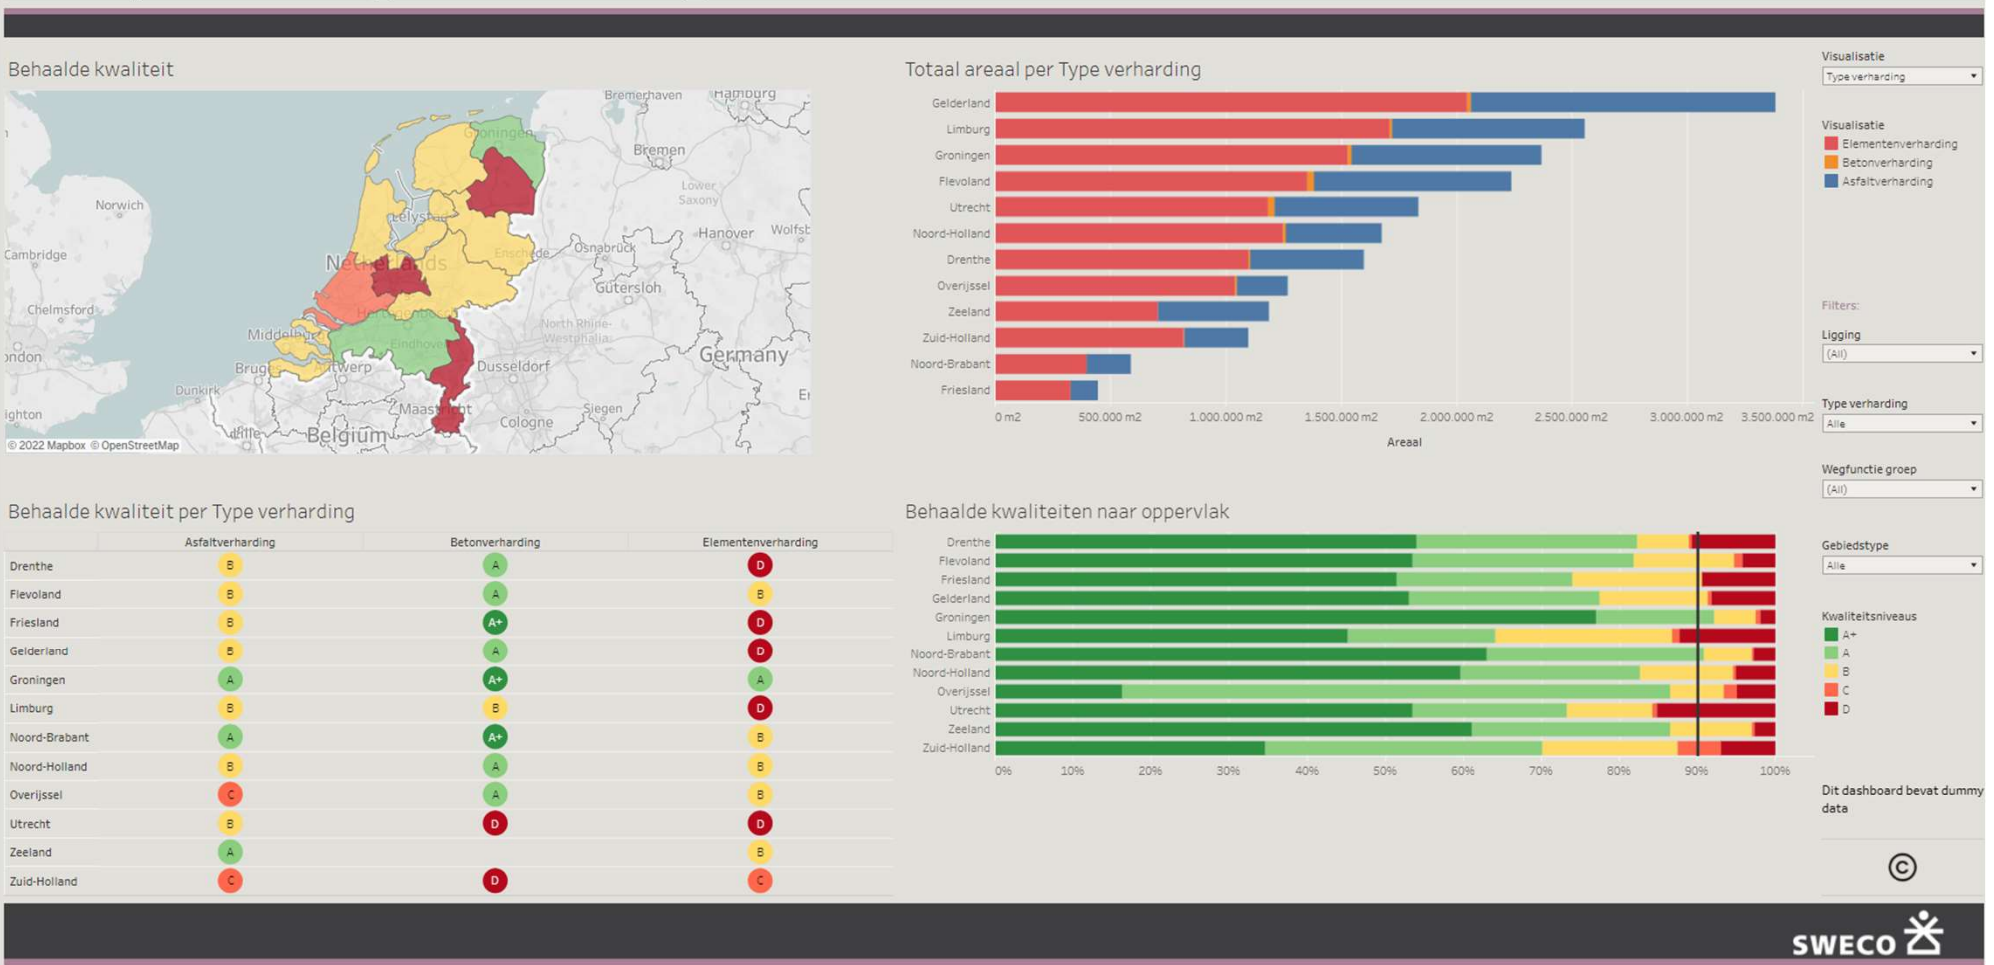 Behaalde kwaliteit
Bremerhaven
Hamburg
Groningen
Bremen
Lower
Saxony
Norwich
Lelystad
Hanover
Wolfsb
Cambridge
Osnabrück
Enschede
Netherlands
Gütersloh
Chelmsford
Middelburg
Eindhoven
North Rhine-
Westphalia
Germany
ondon
Bruges
Antwerp
Dusseldorf
Dunkirk
ighton
Maastricht
Siegen
Cologne
Lille
Belgium
© 2022 Mapbox © OpenStreetMap
Totaal areaal per Type verharding
Gelderland
Limburg
Groningen
Flevoland
Utrecht
Noord-Holland
Drenthe
Overijssel
Zeeland
Zuid-Holland
Noord-Brabant
Friesland
0 m2 500.000 m2 1.000.000 m2 1.500.000 m2 2.000.000 m2 2.500.000 m2 3.000.000 m2 3.500.000 m2
Areaal
Visualisatie
Type verharding
Visualisatie
Elementenverharding
Betonverharding
Asfaltverharding
Filters:
Ligging
(All)
Type verharding
Alle
Wegfunctie groep
(All)
Gebiedstype
Alle
Kwaliteitsniveaus
A+
A
B
C
D
Dit dashboard bevat dummy
data
©
Behaalde kwaliteit per Type verharding
Asfaltverharding Betonverharding Elementenverharding
Drenthe B A D
Flevoland B A B
Friesland B A+ D
Gelderland B A D
Groningen A A+ A
Limburg B B D
Noord-Brabant A A+ B
Noord-Holland B A B
Overijssel C A B
Utrecht B D D
Zeeland A B
Zuid-Holland C D C
Behaalde kwaliteiten naar oppervlak
Drenthe
Flevoland
Friesland
Gelderland
Groningen
Limburg
Noord-Brabant
Noord-Holland
Overijssel
Utrecht
Zeeland
Zuid-Holland
0% 10% 20% 30% 40% 50% 60% 70% 80% 90% 100%
SWECO